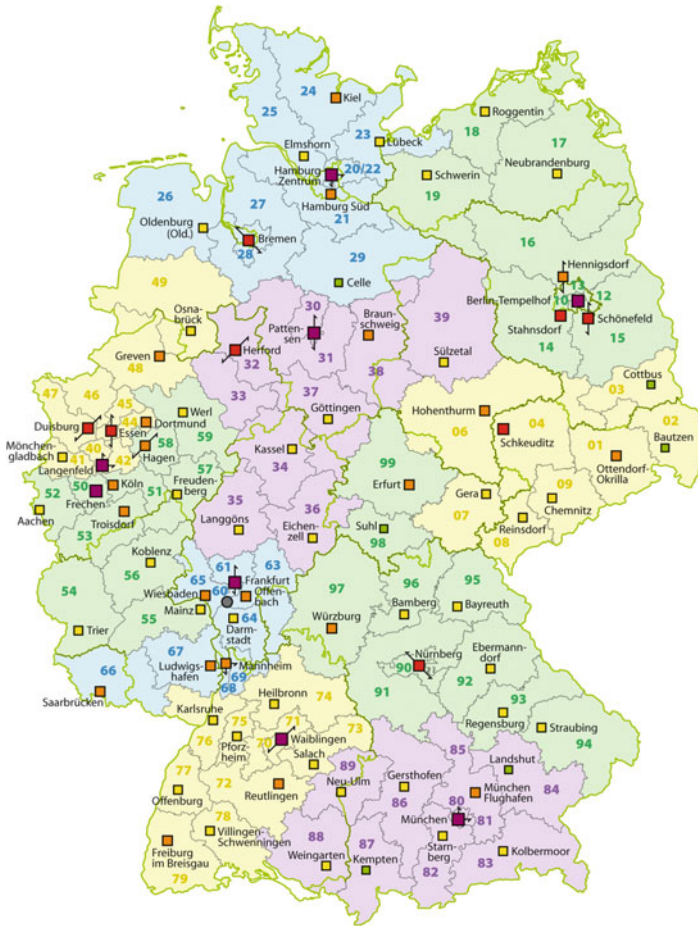 24
Kiel
25
Roggentin
18
17
23
Lübeck
Elmshorn
Hamburg
Zentrum
20/22
Neubrandenburg
Schwerin
19
26
27
Hamburg Süd
21
Oldenburg
(Old.)
Bremen
28
29
16
Hennigsdorf
Celle
13
10
12
Berlin-Tempelhof
Schönefeld
Stahnsdorf
14
15
49
Osna-
brück
30
Braun-
schweig
Patten-
sen
31
39
Sülzetal
Greven
48
Herford
32
38
33
37
Göttingen
Cottbus
03
47
46
45
44
Werl
Dortmund
59
Duisburg
Essen
58
Hagen
Mönchen-
gladbach
40
41
42
Langenfeld
57
Hohenthurm
06
04
Schkeuditz
02
Bautzen
01
Ottendorf-
Okrilla
Kassel
34
52
50
Köln
51
Freuden-
berg
Frechen
Aachen
Troisdorf
53
99
Erfurt
Gera
07
09
Chemnitz
Reinsdorf
08
35
Langgöns
36
Eichen-
zell
Suhl
98
Koblenz
56
54
55
Trier
61
63
65
Frankfurt
Wiesbaden
60
Offen-
bach
Mainz
64
Darm-
stadt
97
96
95
Würzburg
Bamberg
Bayreuth
66
67
Ludwigs-
hafen
Mannheim
69
68
Saarbrücken
Nürnberg
90
91
92
Ebermann-
dorf
93
Regensburg
Straubing
94
Karlsruhe
Heilbronn
74
75
71
76
Pforz-
heim
70
Waiblingen
73
Salach
77
72
Offenburg
Reutlingen
78
Villingen-
Schwenningen
Freiburg
im Breisgau
79
89
Neu-Ulm
85
Landshut
Gersthofen
86
München
Flughafen
84
80
München
81
88
87
Starn-
berg
Weingarten
Kempten
82
83
Kolbermoor